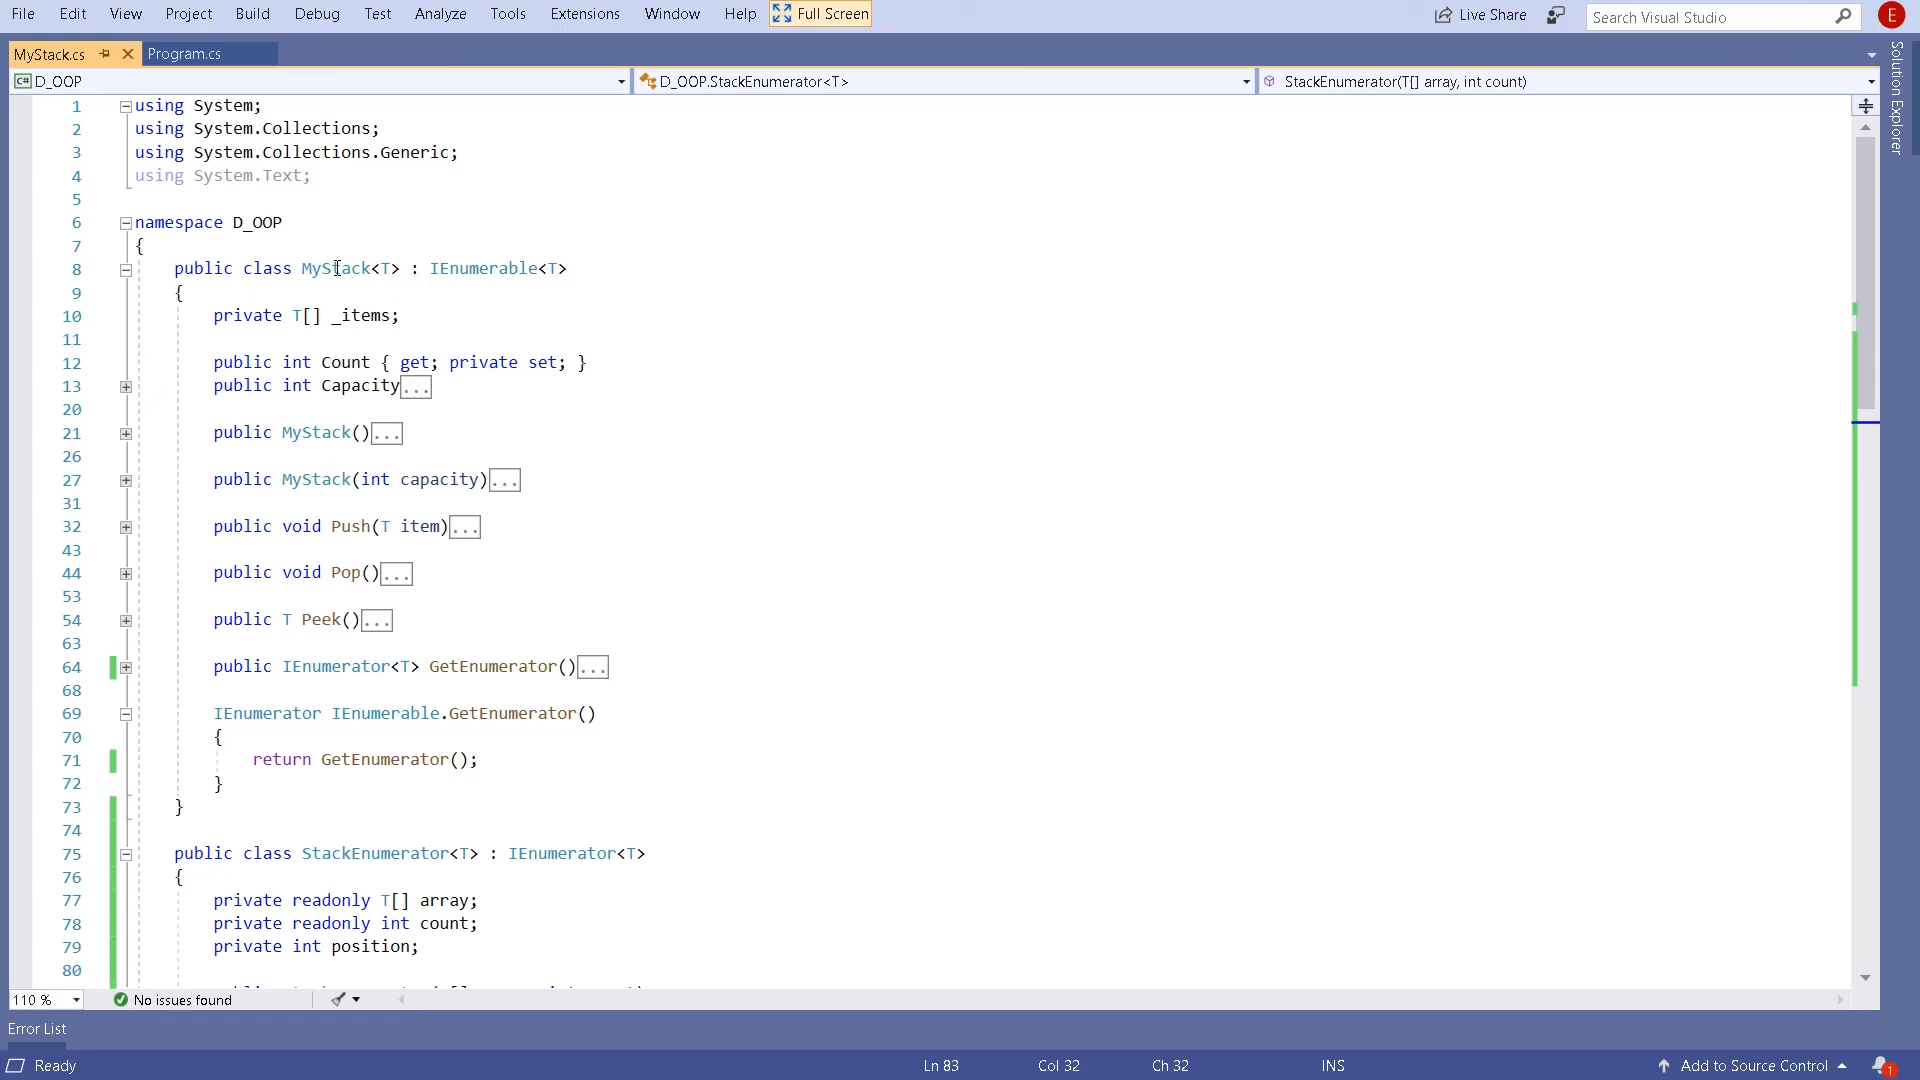 File Edit View Project Build Debug Test Analyze Tools Extensions Window Help Full Screen Live Share Search Visual Studio E
MyStack.cs Program.cs
C# D_OOP D_OOP.StackEnumerator<T> StackEnumerator(T[] array, int count)
Solution Explorer
1 using System;
2 using System.Collections;
3 using System.Collections.Generic;
4 using System.Text;
5
6 namespace D_OOP
7 {
8 public class MyStack<T> : IEnumerable<T>
9 {
10 private T[] _items;
11
12 public int Count { get; private set; }
13 public int Capacity...
20
21 public MyStack()...
26
27 public MyStack(int capacity)...
31
32 public void Push(T item)...
43
44 public void Pop()...
53
54 public T Peek()...
63
64 public IEnumerator<T> GetEnumerator()...
68
69 IEnumerator IEnumerable.GetEnumerator()
70 {
71 return GetEnumerator();
72 }
73 }
74
75 public class StackEnumerator<T> : IEnumerator<T>
76 {
77 private readonly T[] array;
78 private readonly int count;
79 private int position;
80
110 % No issues found
Error List
Ready Ln 83 Col 32 Ch 32 INS Add to Source Control 1